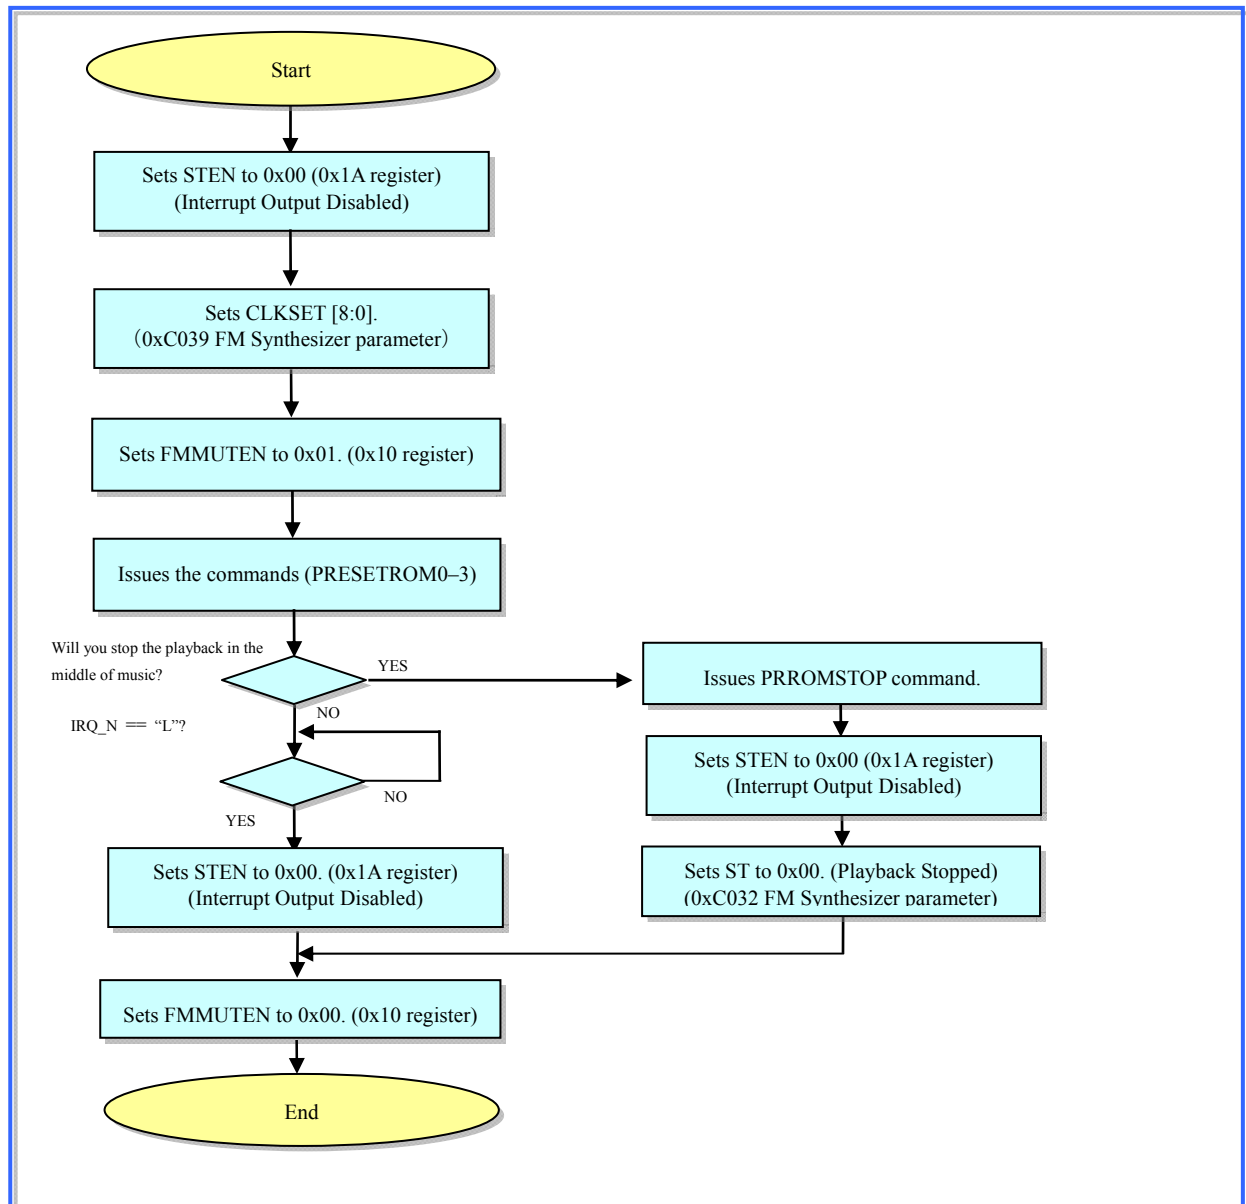 Start
Sets STEN to 0x00 (0x1A register)
(Interrupt Output Disabled)
Sets CLKSET [8:0].
（0xC039 FM Synthesizer parameter）
Sets FMMUTEN to 0x01. (0x10 register)
Issues the commands (PRESETROM0–3)
Will you stop the playback in the
middle of music?
YES
NO
Issues PRROMSTOP command.
IRQ_N == “L”?
NO
YES
Sets STEN to 0x00 (0x1A register)
(Interrupt Output Disabled)
Sets STEN to 0x00. (0x1A register)
(Interrupt Output Disabled)
Sets ST to 0x00. (Playback Stopped)
(0xC032 FM Synthesizer parameter)
Sets FMMUTEN to 0x00. (0x10 register)
End